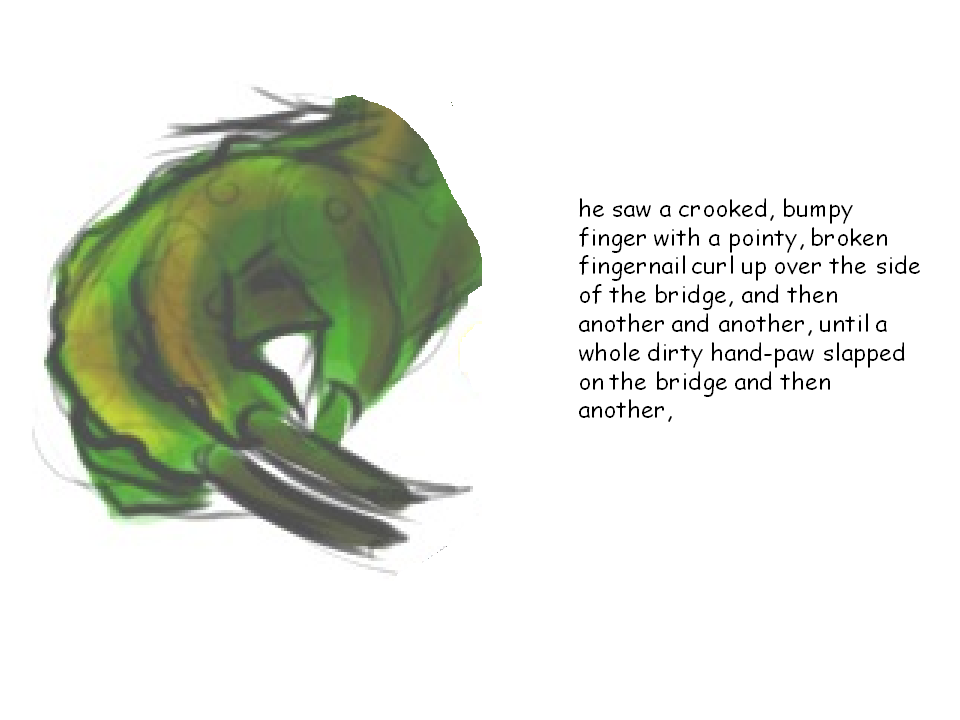 he saw a crooked, bumpy
finger with a pointy, broken
fingernail curl up over the side
of the bridge, and then
another and another, until a
whole dirty hand-paw slapped
on the bridge and then
another,